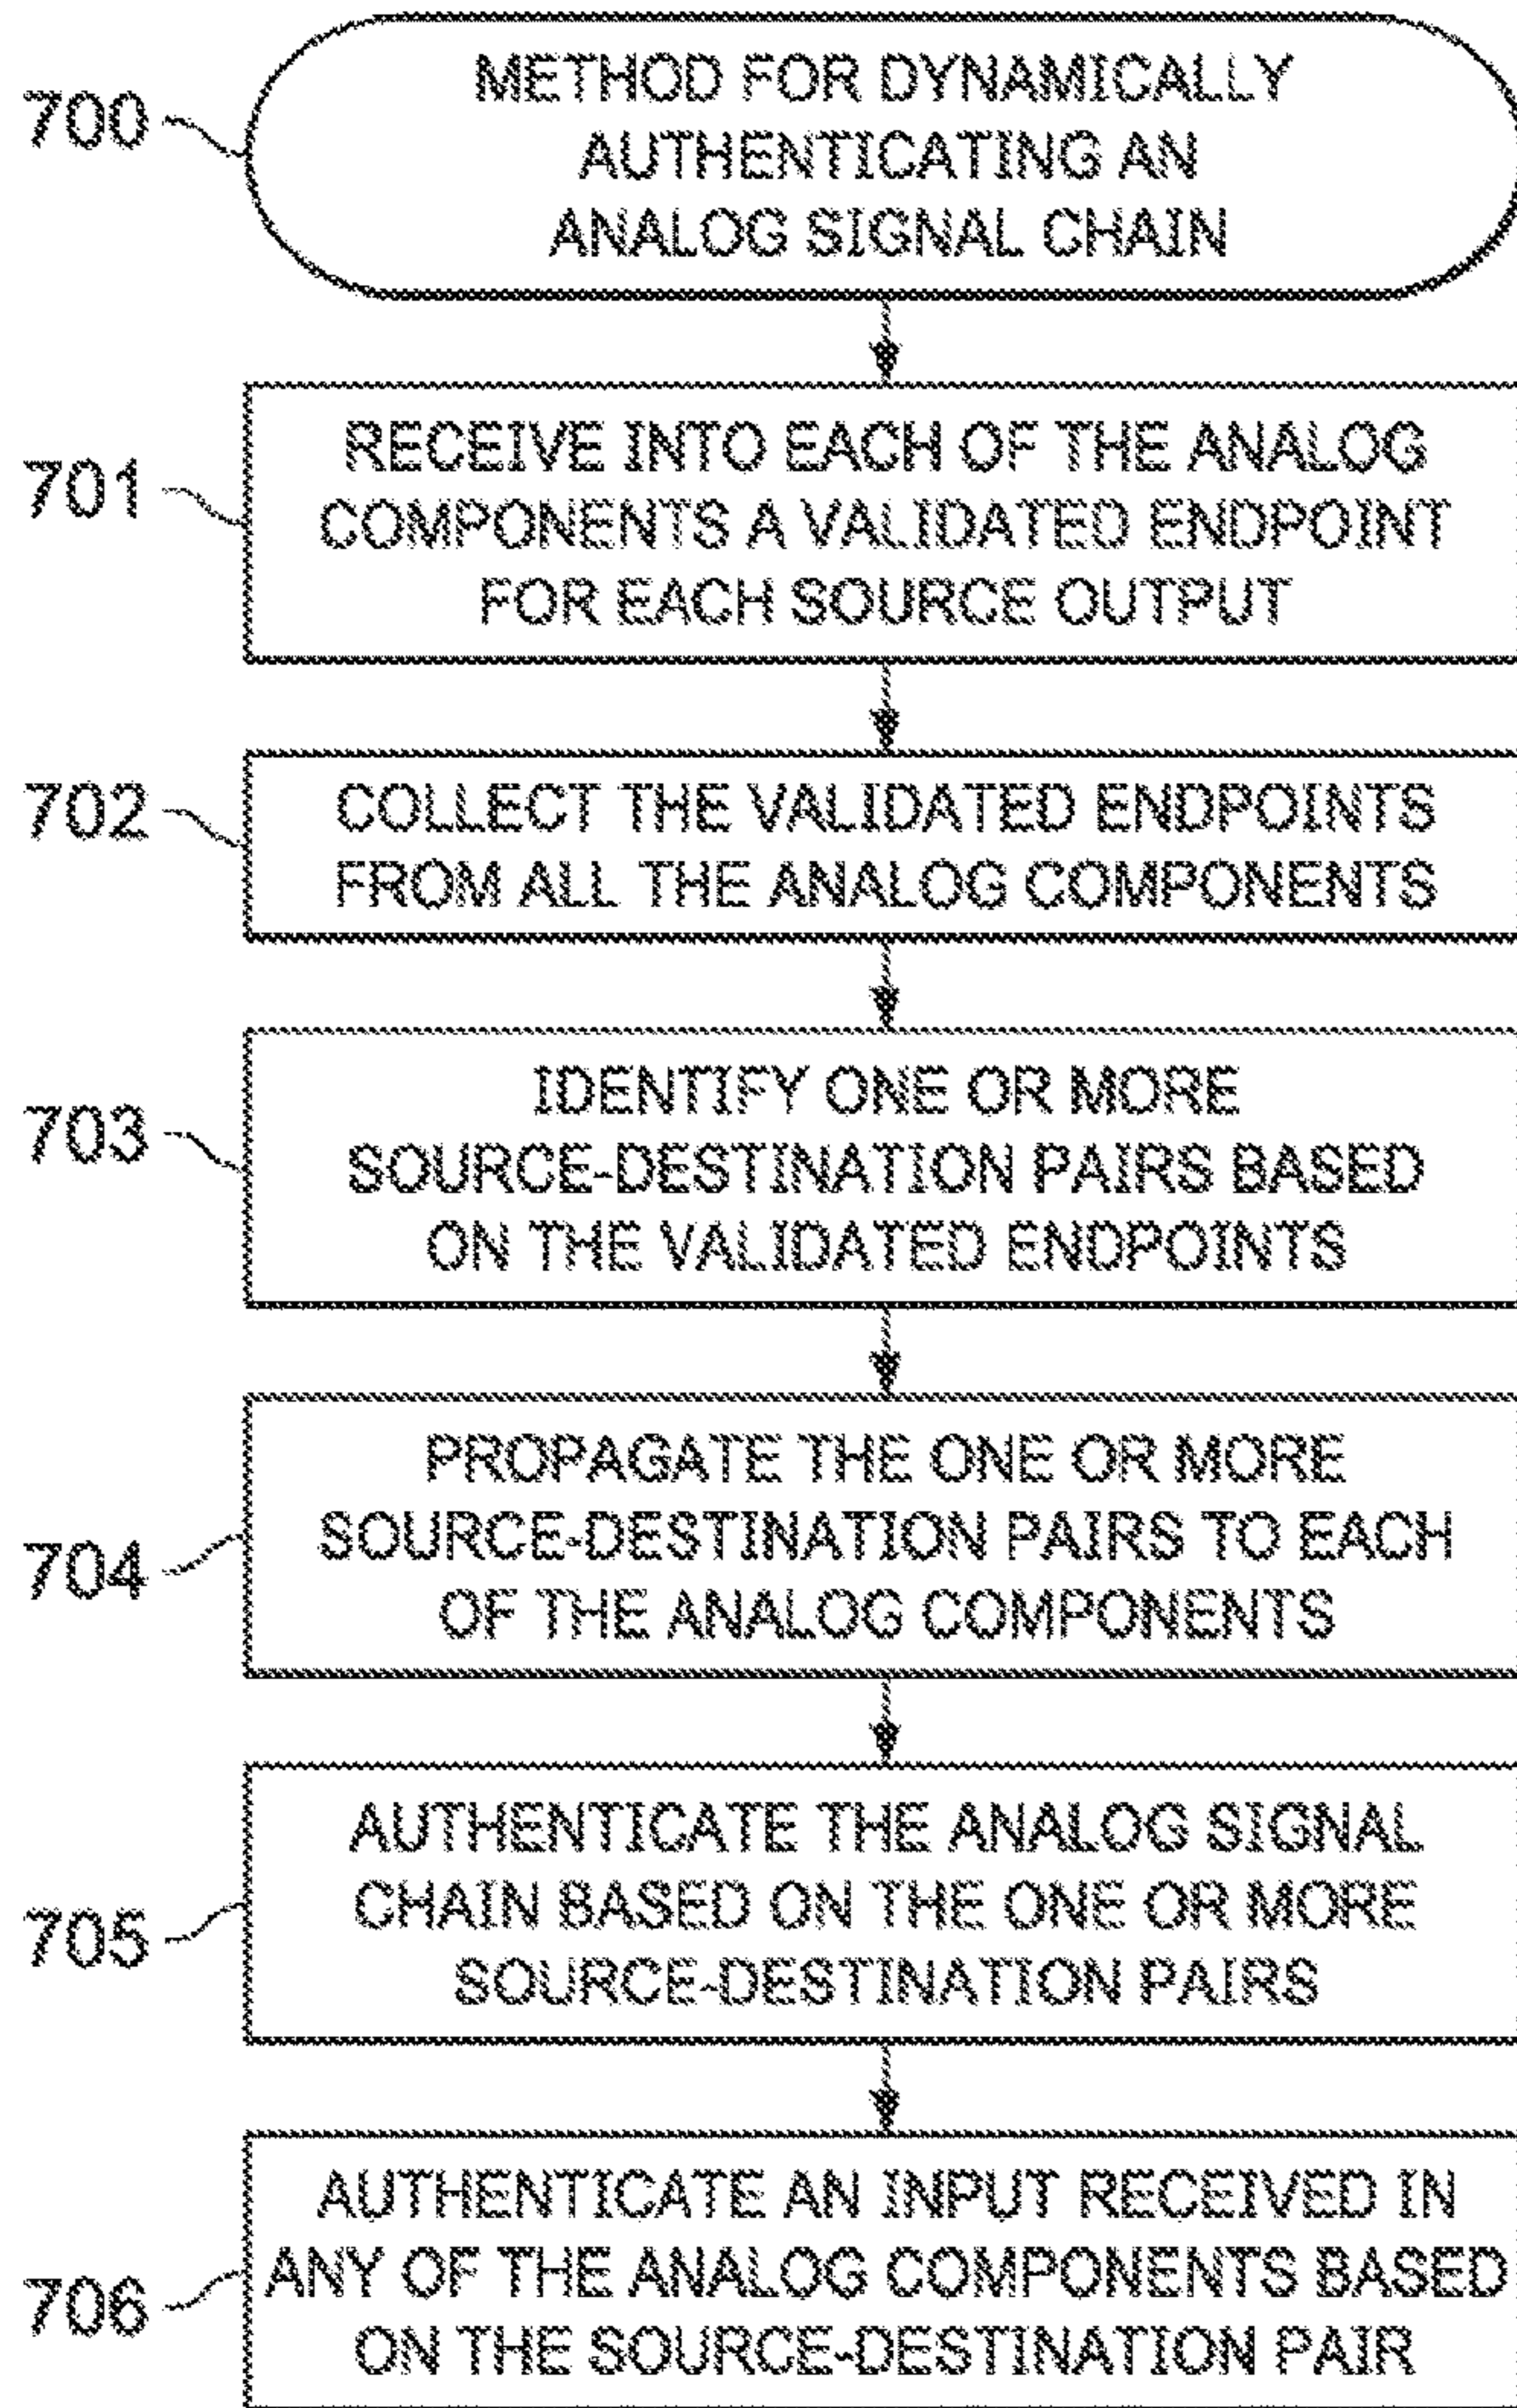 METHOD FOR DYNAMICALLY
AUTHENTICATING AN
ANALOG SIGNAL CHAIN
700
RECEIVE INTO EACH OF THE ANALOG
COMPONENTS A VALIDATED ENDPOINT
FOR EACH SOURCE OUTPUT
701
COLLECT THE VALIDATED ENDPOINTS
FROM ALL THE ANALOG COMPONENTS
702
IDENTIFY ONE OR MORE
SOURCE-DESTINATION PAIRS BASED
ON THE VALIDATED ENDPOINTS
703
PROPAGATE THE ONE OR MORE
SOURCE-DESTINATION PAIRS TO EACH
OF THE ANALOG COMPONENTS
704
AUTHENTICATE THE ANALOG SIGNAL
CHAIN BASED ON THE ONE OR MORE
SOURCE-DESTINATION PAIRS
705
AUTHENTICATE AN INPUT RECEIVED IN
ANY OF THE ANALOG COMPONENTS BASED
ON THE SOURCE-DESTINATION PAIR
706